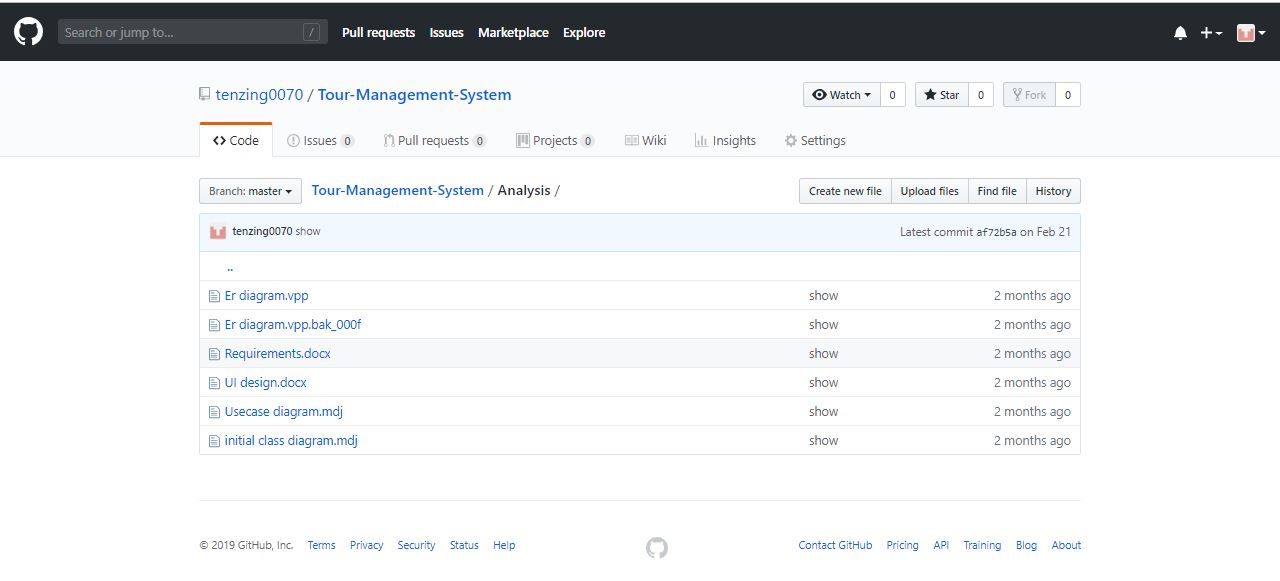 Search or jump to... / Pull requests Issues Marketplace Explore
tenzing0070 / Tour-Management-System Watch 0 Star 0 Fork 0
Code Issues 0 Pull requests 0 Projects 0 Wiki Insights Settings
Branch: master Tour-Management-System / Analysis / Create new file Upload files Find file History
tenzing0070 show Latest commit af72b5a on Feb 21
..
Er diagram.vpp show 2 months ago
Er diagram.vpp.bak_000f show 2 months ago
Requirements.docx show 2 months ago
UI design.docx show 2 months ago
Usecase diagram.mdj show 2 months ago
initial class diagram.mdj show 2 months ago
© 2019 GitHub, Inc. Terms Privacy Security Status Help Contact GitHub Pricing API Training Blog About